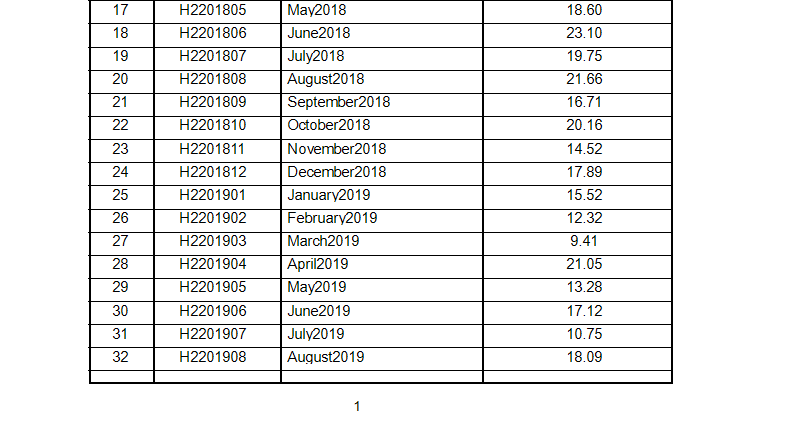 17 H2201805 May2018 18.60
18 H2201806 June2018 23.10
19 H2201807 July2018 19.75
20 H2201808 August2018 21.66
21 H2201809 September2018 16.71
22 H2201810 October2018 20.16
23 H2201811 November2018 14.52
24 H2201812 December2018 17.89
25 H2201901 January2019 15.52
26 H2201902 February2019 12.32
27 H2201903 March2019 9.41
28 H2201904 April2019 21.05
29 H2201905 May2019 13.28
30 H2201906 June2019 17.12
31 H2201907 July2019 10.75
32 H2201908 August2019 18.09
1